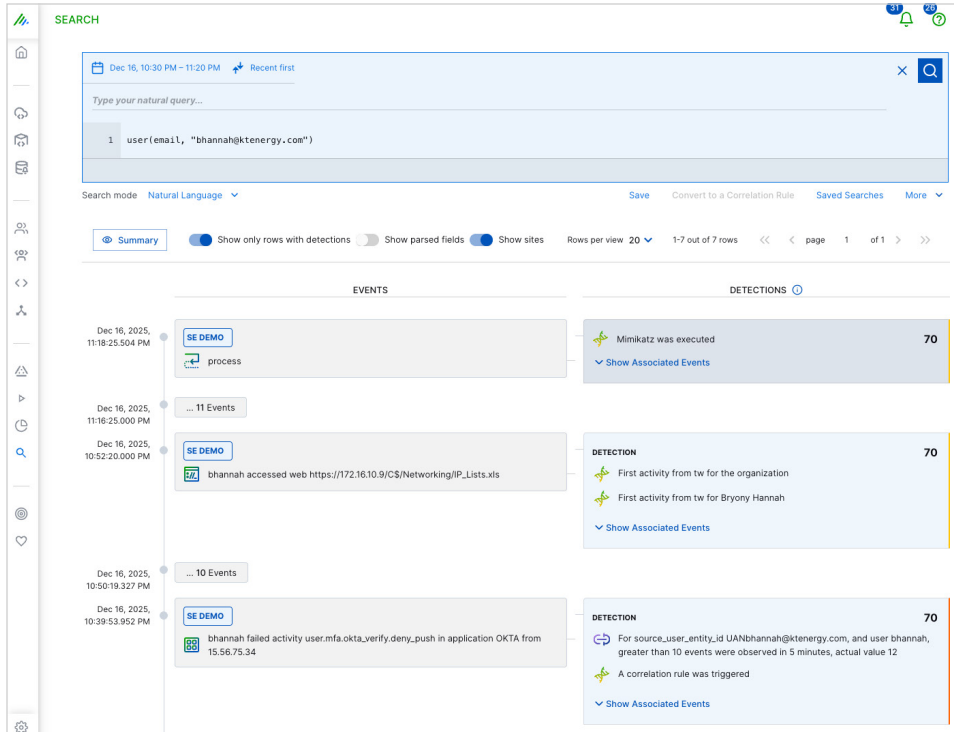 SEARCH
31
26
Dec 16, 10:30 PM – 11:20 PM Recent first
Type your natural query...
1 user(email, "bhannah@ktenergy.com")
Search mode Natural Language Save Convert to a Correlation Rule Saved Searches More
Summary Show only rows with detections Show parsed fields Show sites Rows per view 20 1-7 out of 7 rows page 1 of 1
EVENTS
DETECTIONS
Dec 16, 2025,
11:18:25.504 PM
SE DEMO
process
Mimikatz was executed 70
Show Associated Events
Dec 16, 2025,
11:16:25.000 PM
... 11 Events
Dec 16, 2025,
10:52:20.000 PM
SE DEMO
bhannah accessed web https://172.16.10.9/C$/Networking/IP_Lists.xls
DETECTION 70
First activity from tw for the organization
First activity from tw for Bryony Hannah
Show Associated Events
Dec 16, 2025,
10:50:19.327 PM
... 10 Events
Dec 16, 2025,
10:39:53.952 PM
SE DEMO
bhannah failed activity user.mfa.okta_verify.deny_push in application OKTA from
15.56.75.34
DETECTION 70
For source_user_entity_id UANbhannah@ktenergy.com, and user bhannah,
greater than 10 events were observed in 5 minutes, actual value 12
A correlation rule was triggered
Show Associated Events